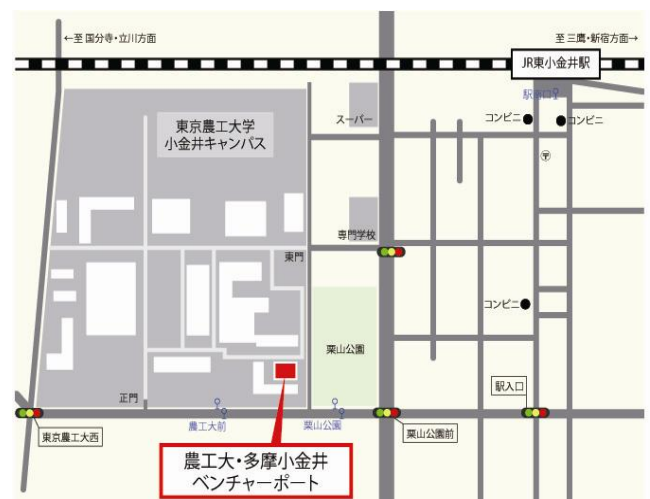 ←至 国分寺・立川方面
至 三鷹・新宿方面→
JR東小金井駅
駅南口
東京農工大学
小金井キャンパス
スーパー
コンビニ
コンビニ
〒
専門学校
東門
コンビニ
栗山公園
正門
駅入口
農工大前
栗山公園
東京農工大西
栗山公園前
農工大・多摩小金井
ベンチャーポート